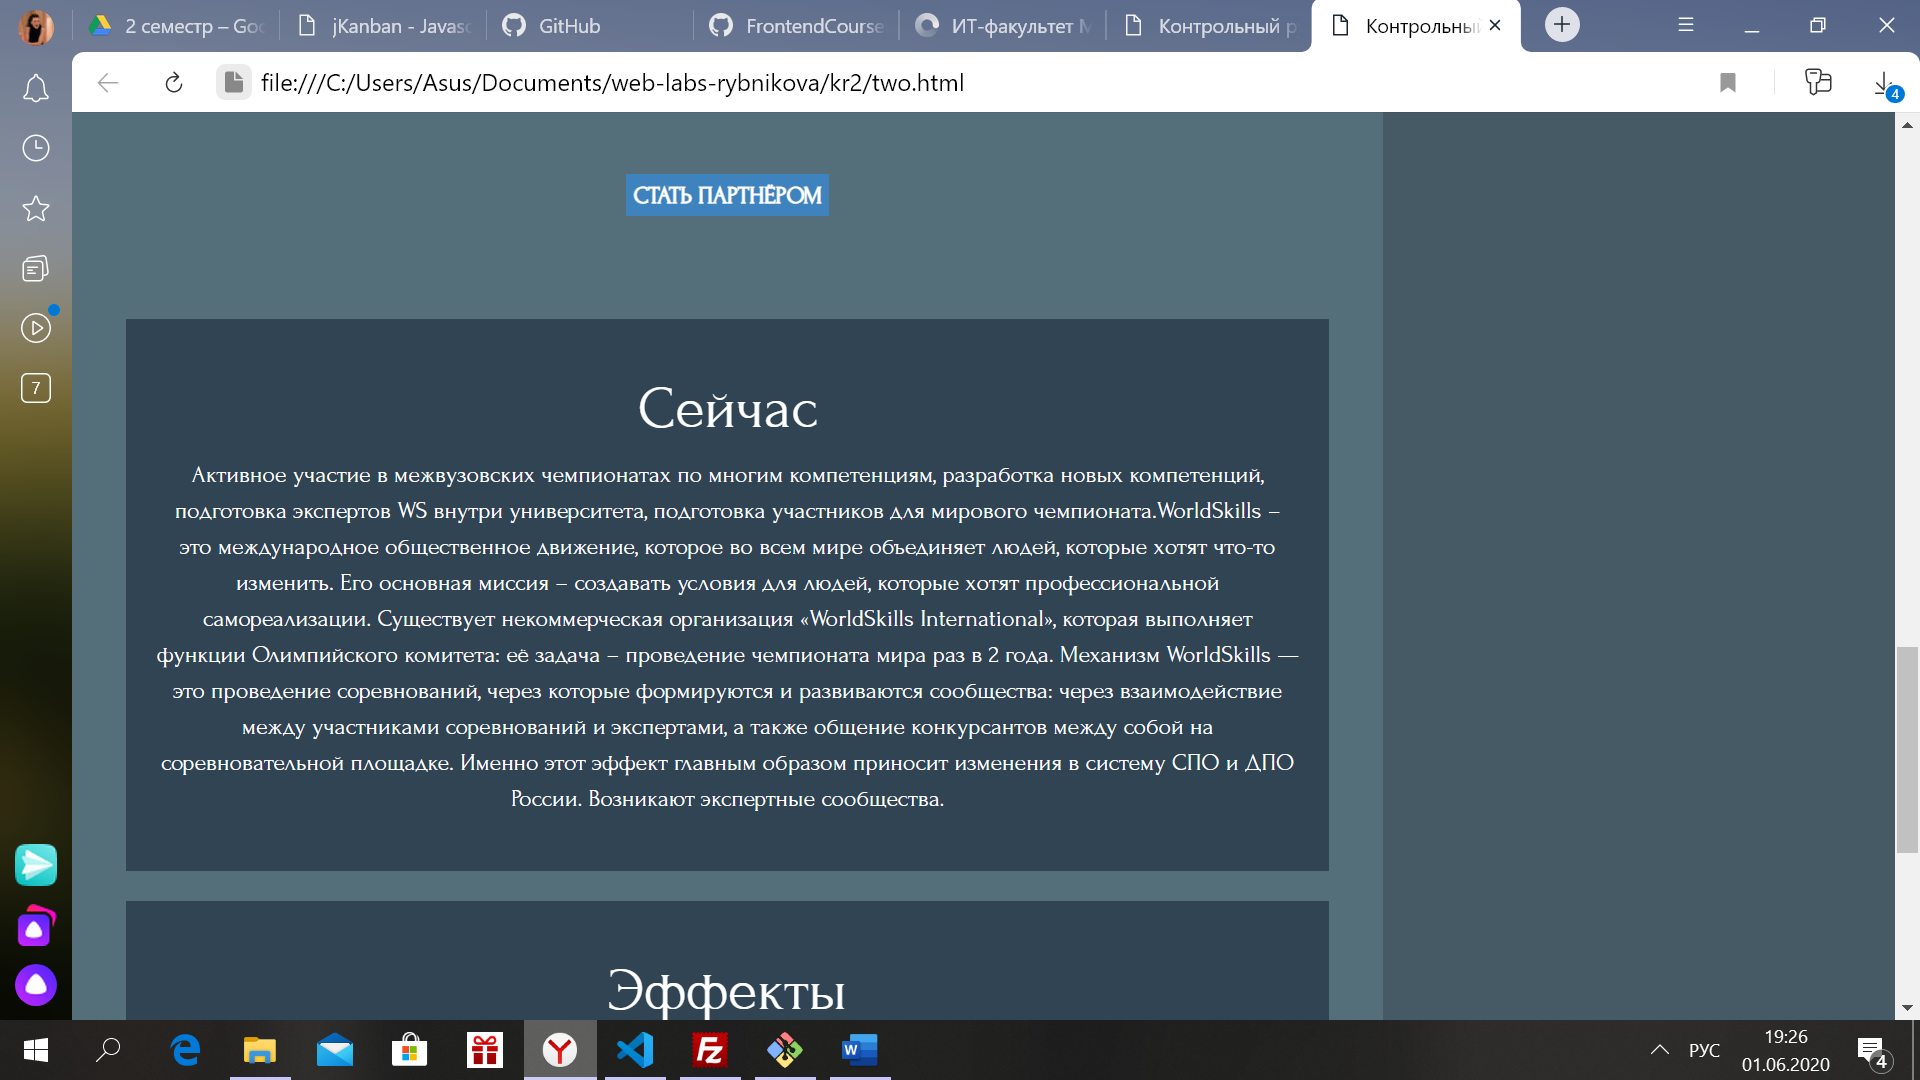 2 семестр – Goo
jKanban - Javasc
GitHub
FrontendCourse
ИТ-факультет М
Контрольный р
Контрольный
file:///C:/Users/Asus/Documents/web-labs-rybnikova/kr2/two.html
4
7
СТАТЬ ПАРТНЁРОМ
Сейчас
Активное участие в межвузовских чемпионатах по многим компетенциям, разработка новых компетенций,
подготовка экспертов WS внутри университета, подготовка участников для мирового чемпионата.WorldSkills –
это международное общественное движение, которое во всем мире объединяет людей, которые хотят что-то
изменить. Его основная миссия – создавать условия для людей, которые хотят профессиональной
самореализации. Существует некоммерческая организация «WorldSkills International», которая выполняет
функции Олимпийского комитета: её задача – проведение чемпионата мира раз в 2 года. Механизм WorldSkills —
это проведение соревнований, через которые формируются и развиваются сообщества: через взаимодействие
между участниками соревнований и экспертами, а также общение конкурсантов между собой на
соревновательной площадке. Именно этот эффект главным образом приносит изменения в систему СПО и ДПО
России. Возникают экспертные сообщества.
Эффекты
РУС
19:26
01.06.2020
4